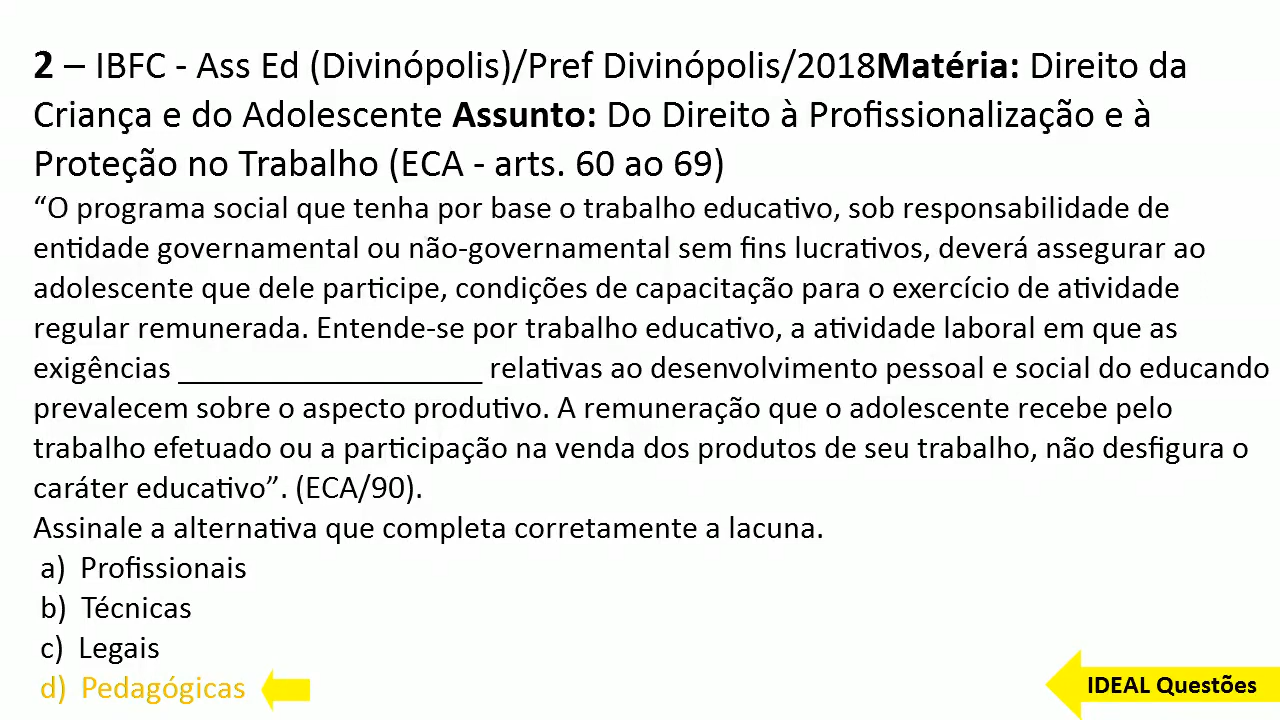 2 – IBFC - Ass Ed (Divinópolis)/Pref Divinópolis/2018Matéria: Direito da
Criança e do Adolescente Assunto: Do Direito à Profissionalização e à
Proteção no Trabalho (ECA - arts. 60 ao 69)
“O programa social que tenha por base o trabalho educativo, sob responsabilidade de
entidade governamental ou não-governamental sem fins lucrativos, deverá assegurar ao
adolescente que dele participe, condições de capacitação para o exercício de atividade
regular remunerada. Entende-se por trabalho educativo, a atividade laboral em que as
exigências ___________________ relativas ao desenvolvimento pessoal e social do educando
prevalecem sobre o aspecto produtivo. A remuneração que o adolescente recebe pelo
trabalho efetuado ou a participação na venda dos produtos de seu trabalho, não desfigura o
caráter educativo”. (ECA/90).
Assinale a alternativa que completa corretamente a lacuna.
a) Profissionais
b) Técnicas
c) Legais
d) Pedagógicas
IDEAL Questões